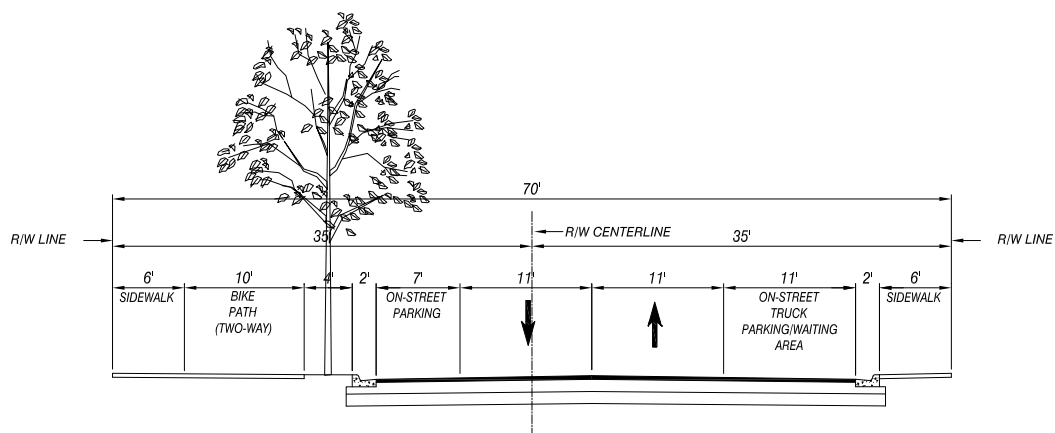 70'
R/W LINE
35'
R/W CENTERLINE
35'
R/W LINE
6'
10'
4'
2'
7'
11'
11'
11'
2'
6'
SIDEWALK
BIKE
PATH
(TWO-WAY)
ON-STREET
PARKING
ON-STREET
TRUCK
PARKING/WAITING
AREA
SIDEWALK